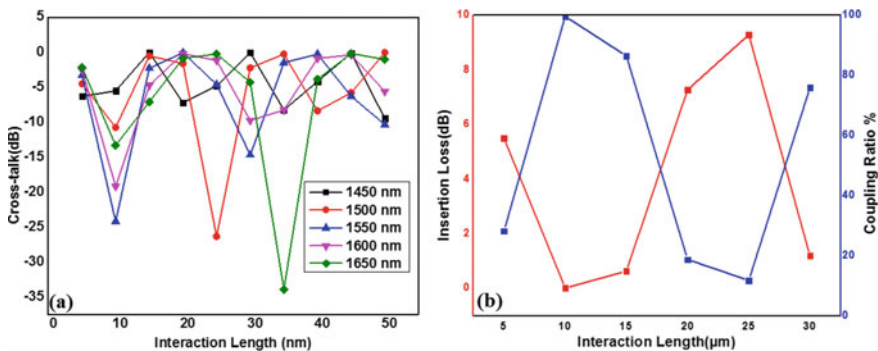 0
-5
-10
-15
-20
-25
-30
-35
Cross-talk(dB)
1450 nm
1500 nm
1550 nm
1600 nm
1650 nm
(a)
0 10 20 30 40 50
Interaction Length (nm)
10
8
6
4
2
0
Insertion Loss(dB)
100
80
60
40
20
0
Coupling Ratio %
(b)
5 10 15 20 25 30
Interaction Length(μm)